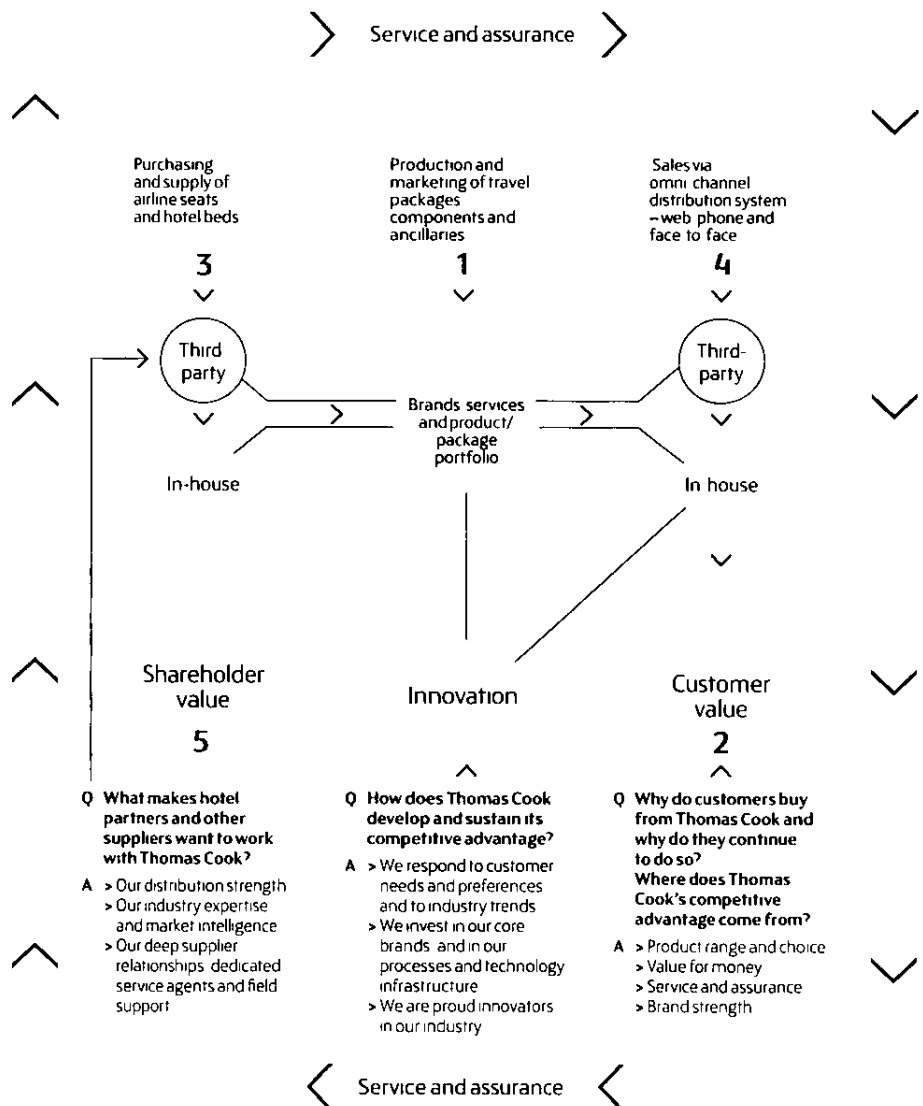 Service and assurance
Purchasing
and supply of
airline seats
and hotel beds
3
Production and
marketing of travel
packages
components and
ancillaries
1
Sales via
omni channel
distribution system
–web phone and
face to face
4
Third
party
In-house
Brands services
and product/
package
portfolio
Third-
party
In house
Shareholder
value
5
Innovation
Customer
value
2
Q What makes hotel
partners and other
suppliers want to work
with Thomas Cook?
A > Our distribution strength
> Our industry expertise
and market intelligence
> Our deep supplier
relationships dedicated
service agents and field
support
Q How does Thomas Cook
develop and sustain its
competitive advantage?
A > We respond to customer
needs and preferences
and to industry trends
> We invest in our core
brands and in our
processes and technology
infrastructure
> We are proud innovators
in our industry
Q Why do customers buy
from Thomas Cook and
why do they continue
to do so?
Where does Thomas
Cook's competitive
advantage come from?
A > Product range and choice
> Value for money
> Service and assurance
> Brand strength
Service and assurance